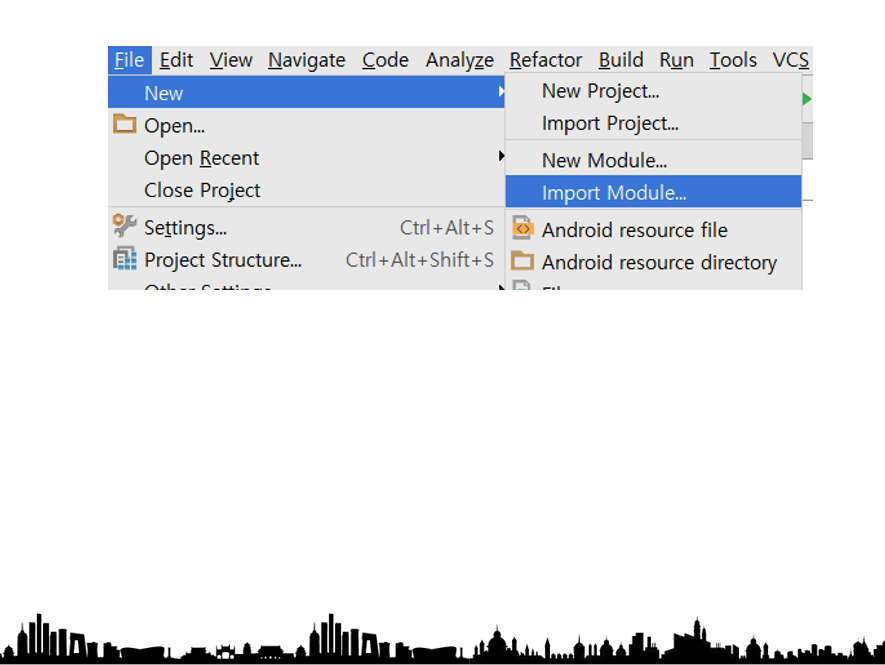 File Edit View Navigate Code Analyze Refactor Build Run Tools VCS
New
Open...
Open Recent
Close Project
Settings... Ctrl+Alt+S
Project Structure... Ctrl+Alt+Shift+S
Other Settings
New Project...
Import Project...
New Module...
Import Module...
Android resource file
Android resource directory